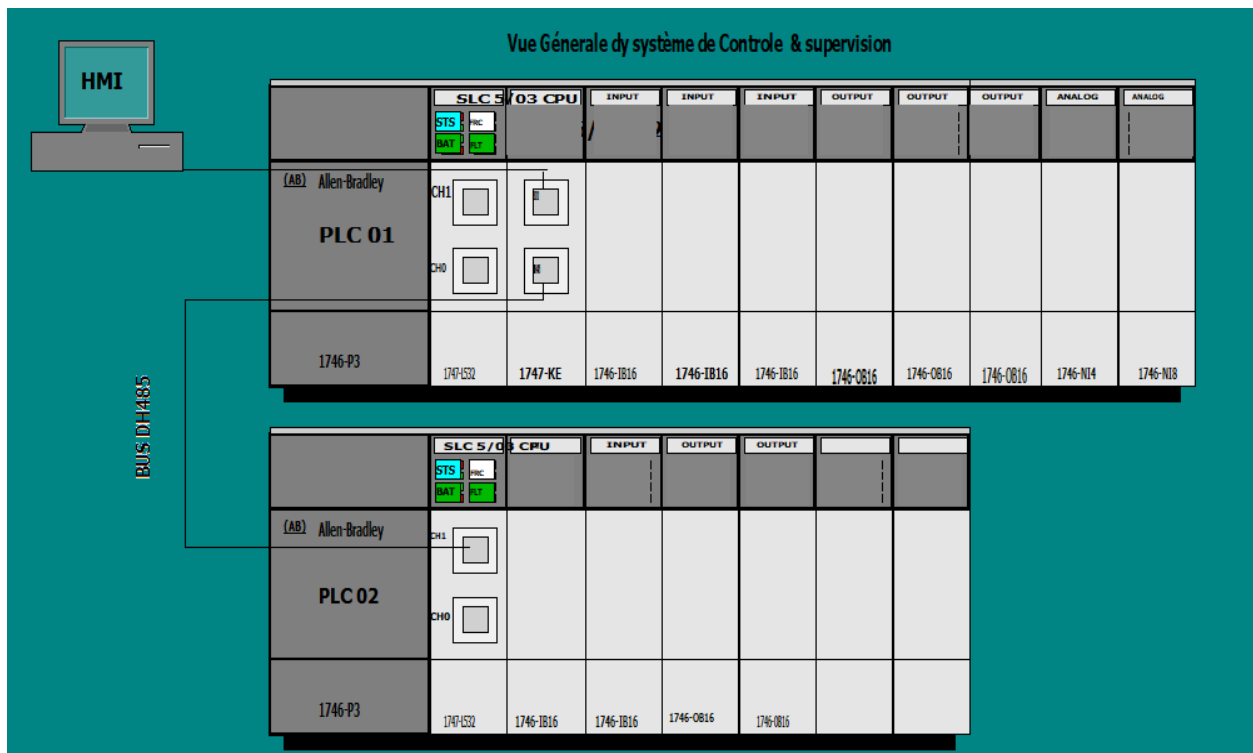 Vue Génerale dy système de Controle & supervision
HMI
SLC 5/03 CPU INPUT INPUT INPUT OUTPUT OUTPUT OUTPUT ANALOG ANALOG
STS FRC
BAT FLT
(AB) Allen-Bradley
CH1
PLC 01
CH0
1746-P3 1747-L532 1747-KE 1746-IB16 1746-IB16 1746-IB16 1746-OB16 1746-OB16 1746-OB16 1746-NI4 1746-NI8
BUS DH485
SLC 5/03 CPU INPUT OUTPUT OUTPUT
STS FRC
BAT FLT
(AB) Allen-Bradley
CH1
PLC 02
CH0
1746-P3 1747-L532 1746-IB16 1746-IB16 1746-OB16 1746-OB16